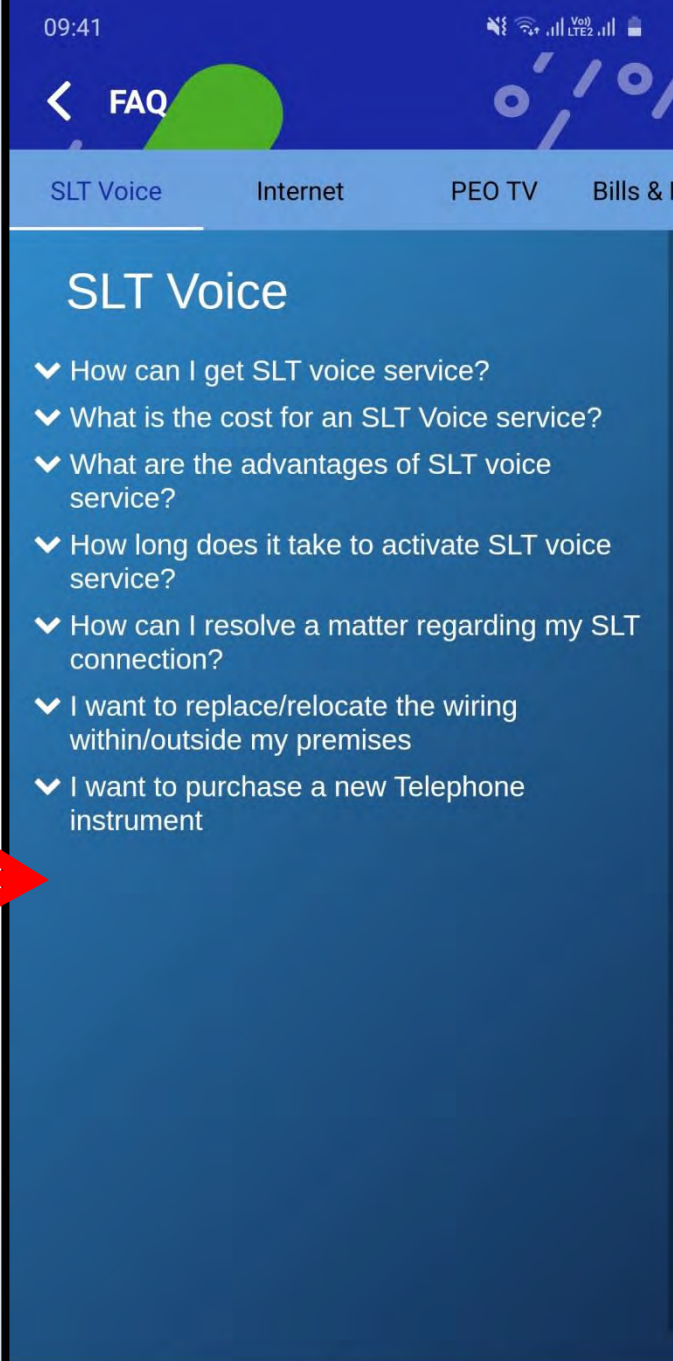 09:41
Vo)) LTE2
FAQ
SLT Voice Internet PEO TV Bills &
SLT Voice
How can I get SLT voice service?
What is the cost for an SLT Voice service?
What are the advantages of SLT voice
service?
How long does it take to activate SLT voice
service?
How can I resolve a matter regarding my SLT
connection?
I want to replace/relocate the wiring
within/outside my premises
I want to purchase a new Telephone
instrument